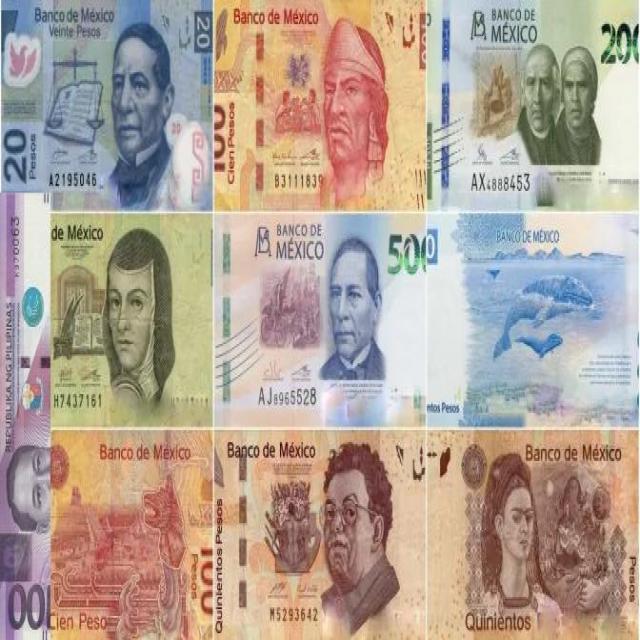 Banco de México
Veinte Pesos
20
20
Pesos
A2195046
Banco de México
100
Cien Pesos
B3111839
BANCO DE
MÉXICO
200
AX4888453
REPUBLIKA NG PILIPINAS
de México
H7437161
BANCO DE
MÉXICO
500
AJ8965528
BANCO DE MÉXICO
ntos Pesos
Banco de México
100
Pesos
Cien Peso
00
Banco de México
Quinientos Pesos
M5293642
Banco de México
Pesos
Quinientos